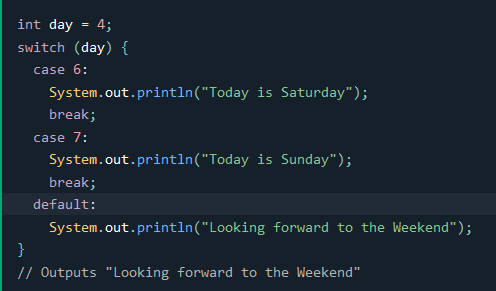 int day = 4;
switch (day) {
  case 6:
    System.out.println("Today is Saturday");
    break;
  case 7:
    System.out.println("Today is Sunday");
    break;
  default:
    System.out.println("Looking forward to the Weekend");
}
// Outputs "Looking forward to the Weekend"